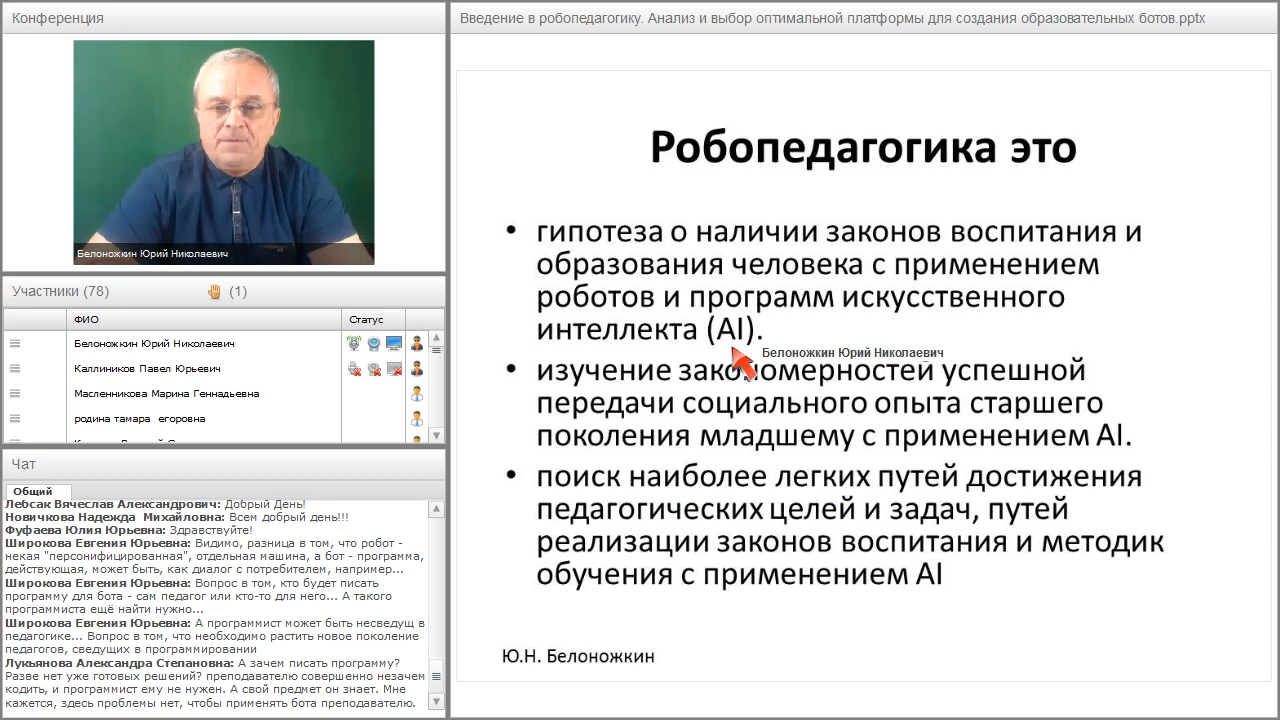 Конференция
Белоножкин Юрий Николаевич
Участники (78)
(1)
ФИО
Статус
Белоножкин Юрий Николаевич
Каллиников Павел Юрьевич
Масленникова Марина Геннадьевна
родина тамара егоровна
Чат
Общий
Лебсак Вячеслав Александрович: Добрый День!
Новичкова Надежда Михайловна: Всем добрый день!!!
Фуфаева Юлия Юрьевна: Здравствуйте!
Широкова Евгения Юрьевна: Видимо, разница в том, что робот -
некая "персонифицированная", отдельная машина, а бот - программа,
действующая, может быть, как диалог с потребителем, например...
Широкова Евгения Юрьевна: Вопрос в том, кто будет писать
программу для бота - сам педагог или кто-то для него... А такого
программиста ещё найти нужно...
Широкова Евгения Юрьевна: А программист может быть несведущ в
педагогике... Вопрос в том, что необходимо растить новое поколение
педагогов, сведущих в программировании
Лукьянова Александра Степановна: А зачем писать программу?
Разве нет уже готовых решений? преподавателю совершенно незачем
кодить, и программист ему не нужен. А свой предмет он знает. Мне
кажется, здесь проблемы нет, чтобы применять бота преподавателю.
Введение в робопедагогику. Анализ и выбор оптимальной платформы для создания образовательных ботов.pptx
Робопедагогика это
• гипотеза о наличии законов воспитания и
образования человека с применением
роботов и программ искусственного
интеллекта (AI).
Белоножкин Юрий Николаевич
• изучение закономерностей успешной
передачи социального опыта старшего
поколения младшему с применением AI.
• поиск наиболее легких путей достижения
педагогических целей и задач, путей
реализации законов воспитания и методик
обучения с применением AI
Ю.Н. Белоножкин